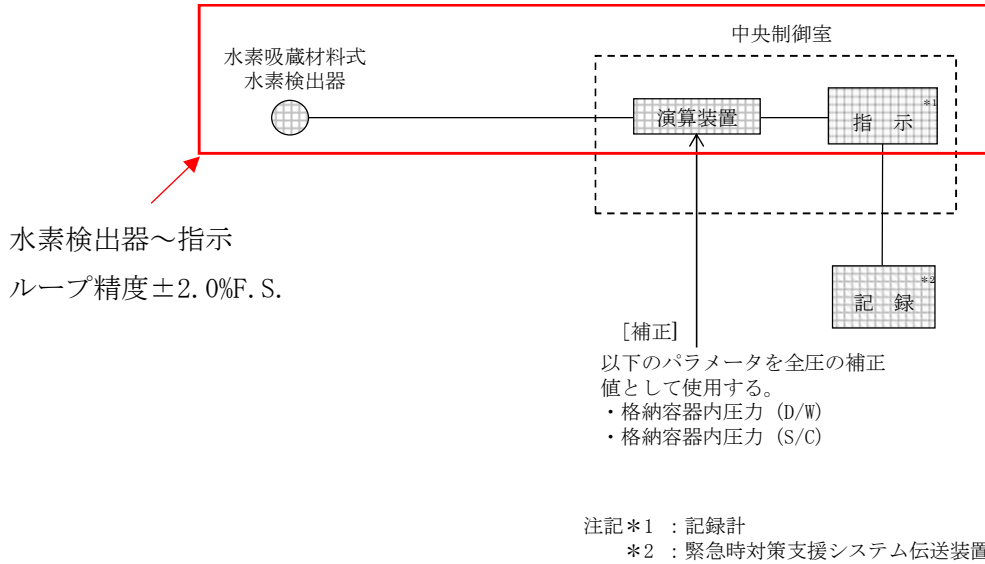 中央制御室
水素吸蔵材料式
水素検出器
演算装置
指 示
*1
水素検出器～指示
ループ精度±2.0%F.S.
記 録
*2
[補正]
以下のパラメータを全圧の補正
値として使用する。
・格納容器内圧力 (D/W)
・格納容器内圧力 (S/C)
注記*1 ：記録計
*2 ：緊急時対策支援システム伝送装置